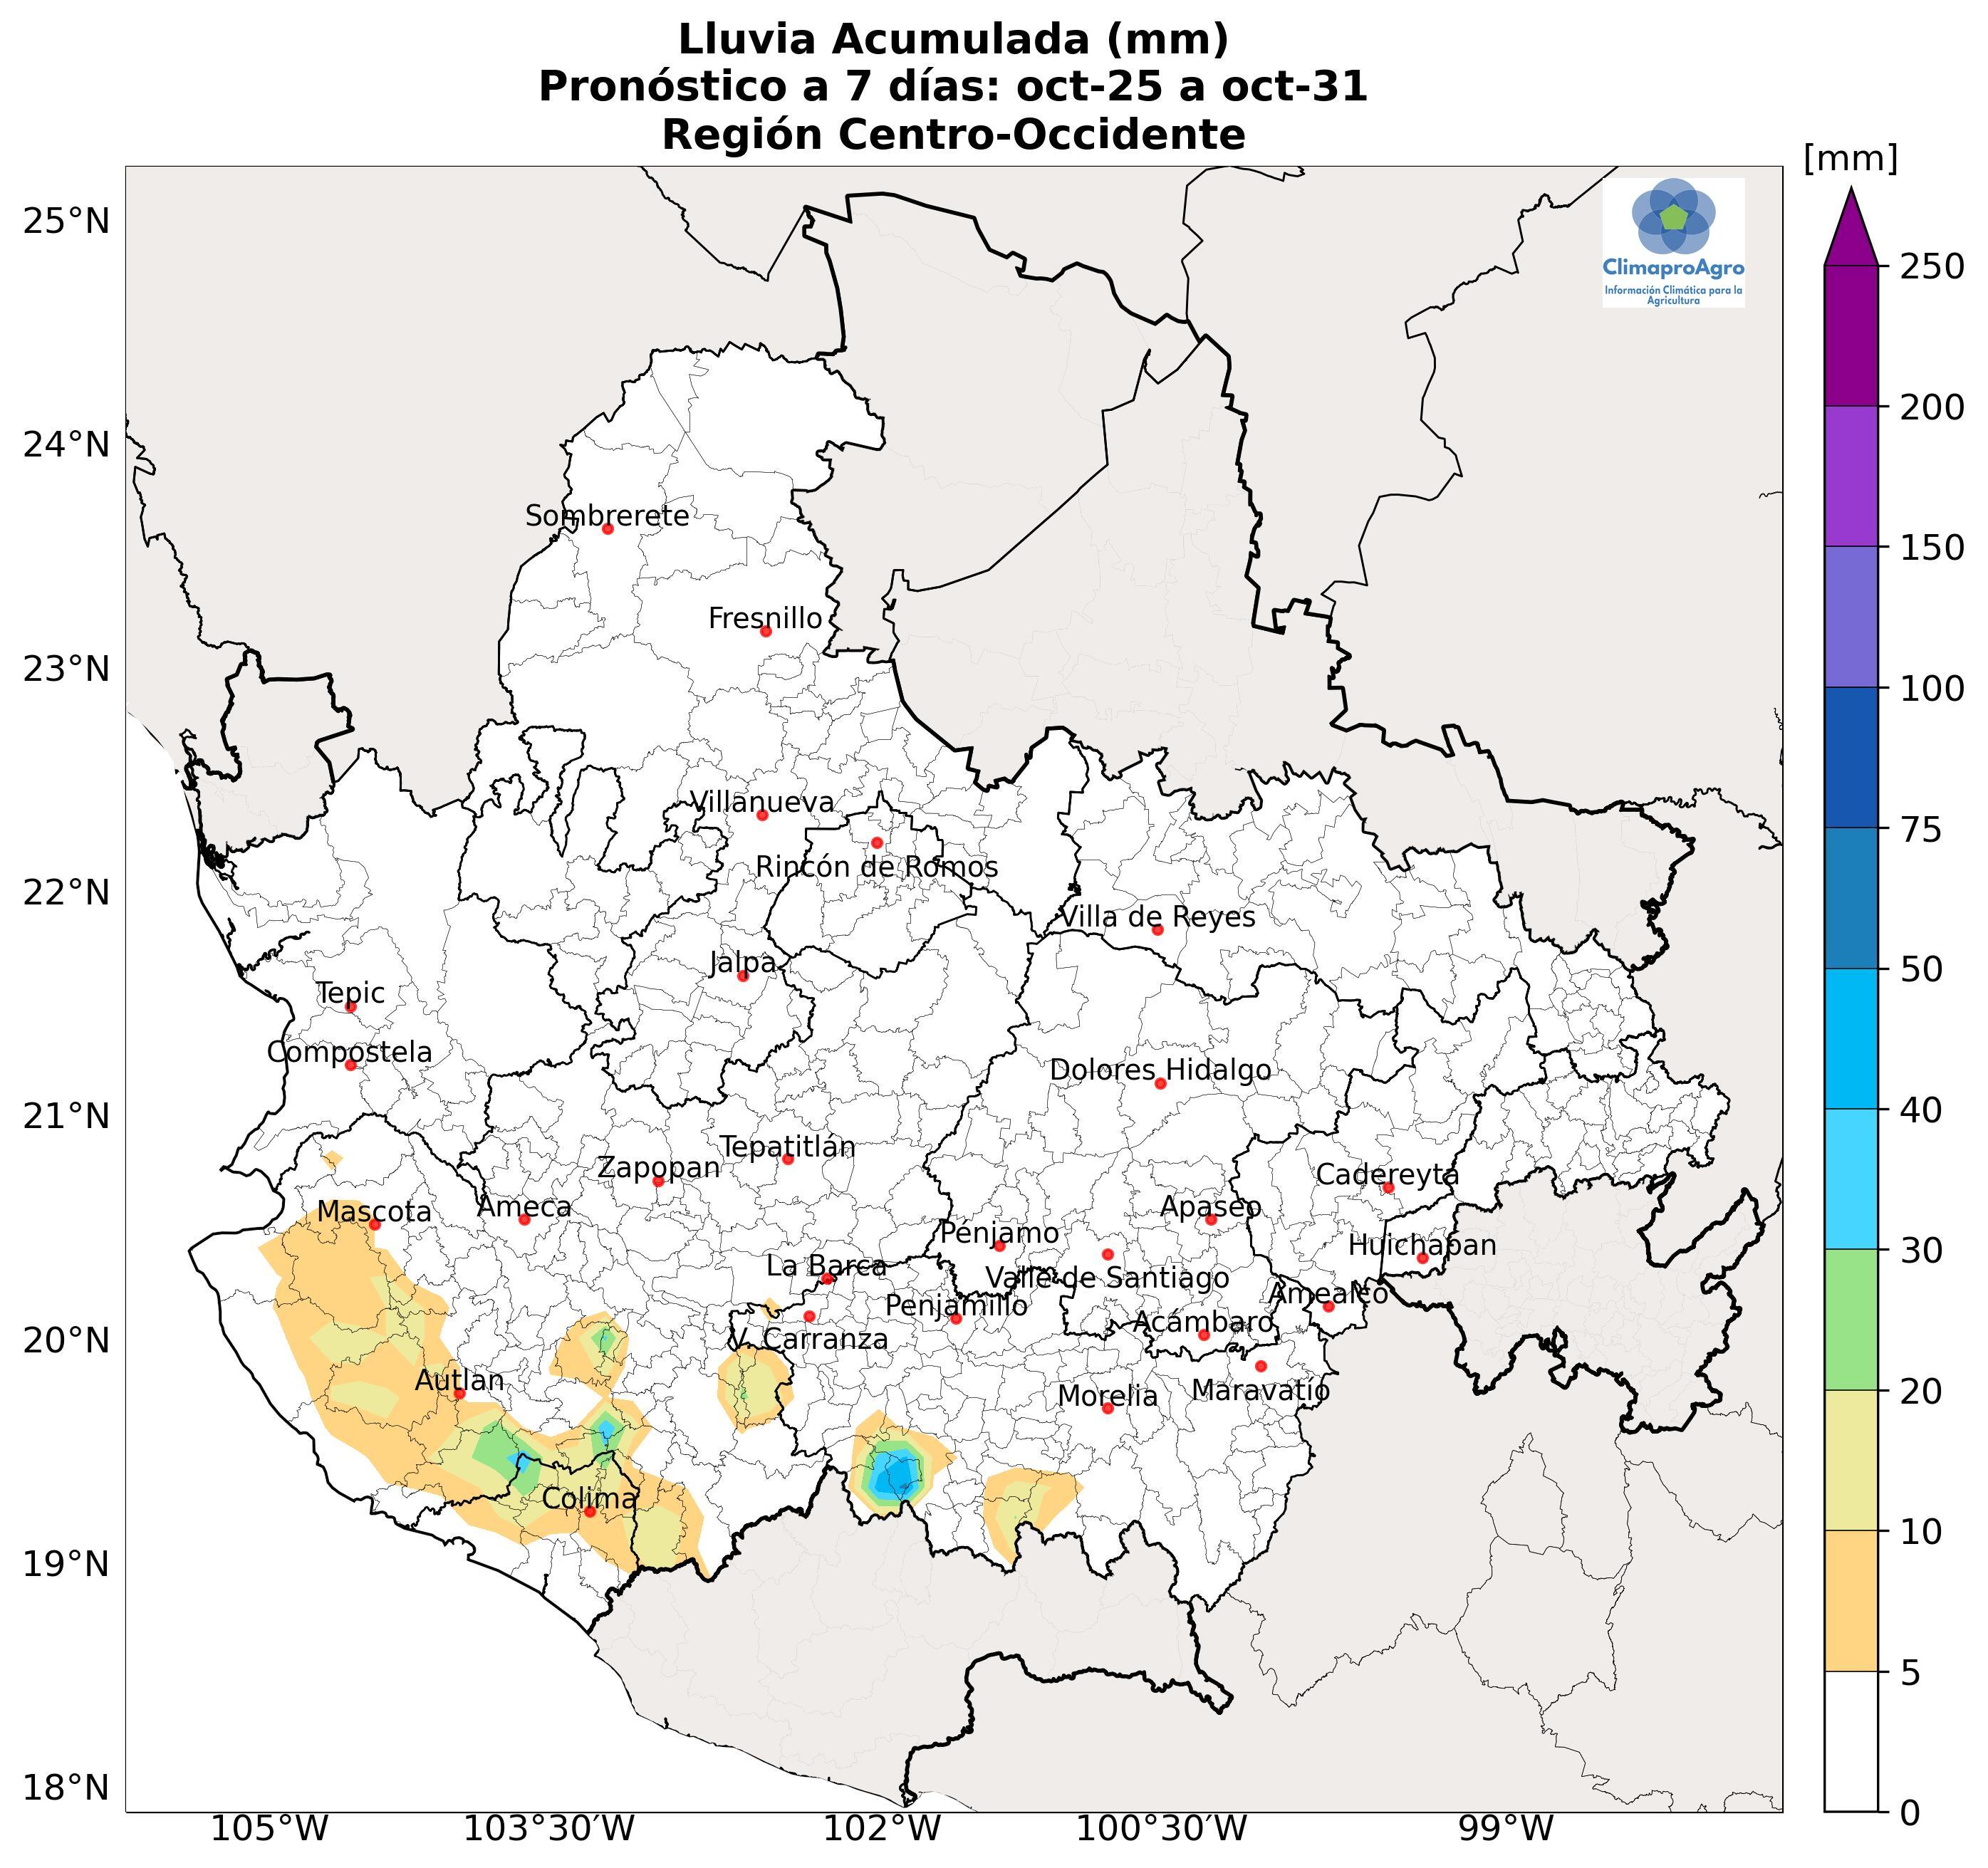 Lluvia Acumulada (mm)
Pronóstico a 7 días: oct-25 a oct-31
Región Centro-Occidente
[mm]
ClimaproAgro
Información Climática para la
Agricultura
25°N
24°N
23°N
22°N
21°N
20°N
19°N
18°N
Sombrerete
Fresnillo
Villanueva
Rincón de Romos
Villa de Reyes
Jalpa
Tepic
Compostela
Dolores Hidalgo
Tepatitlán
Zapopan
Cadereyta
Mascota
Ameca
Apaseo
Pénjamo
Huichapan
La Barca
Valle de Santiago
Amealco
Penjamillo
Acámbaro
V. Carranza
Autlan
Morelia
Maravatío
Colima
105°W
103°30'W
102°W
100°30'W
99°W
250
200
150
100
75
50
40
30
20
10
5
0